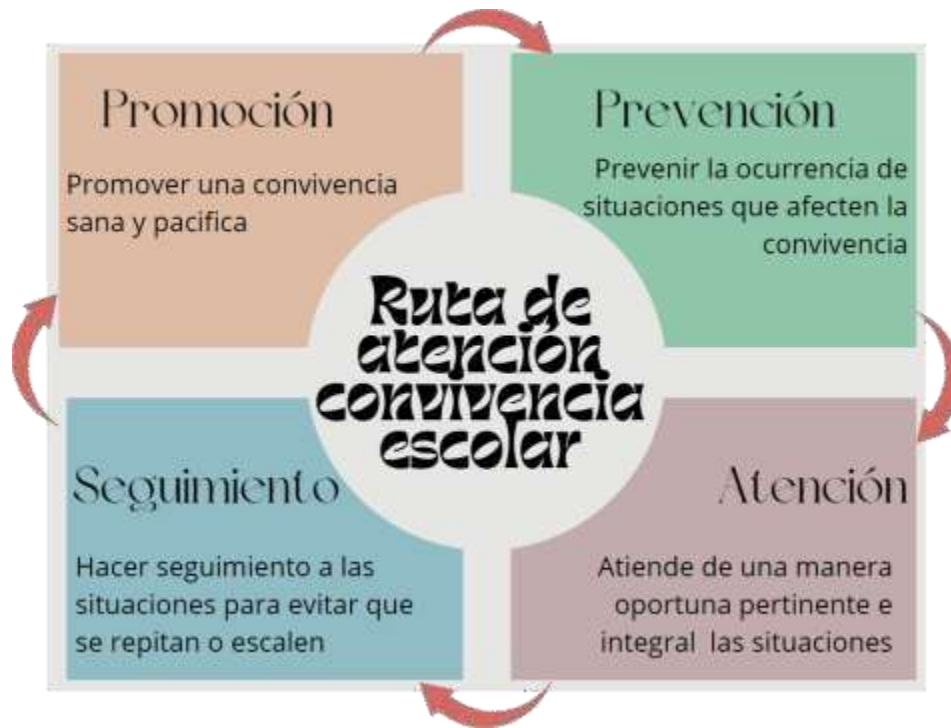 Promoción
Promover una convivencia
sana y pacifica
Prevención
Prevenir la ocurrencia de
situaciones que afecten la
convivencia
Ruta de
atención
convivencia
escolar
Seguimiento
Hacer seguimiento a las
situaciones para evitar que
se repitan o escalen
Atención
Atiende de una manera
oportuna pertinente e
integral las situaciones